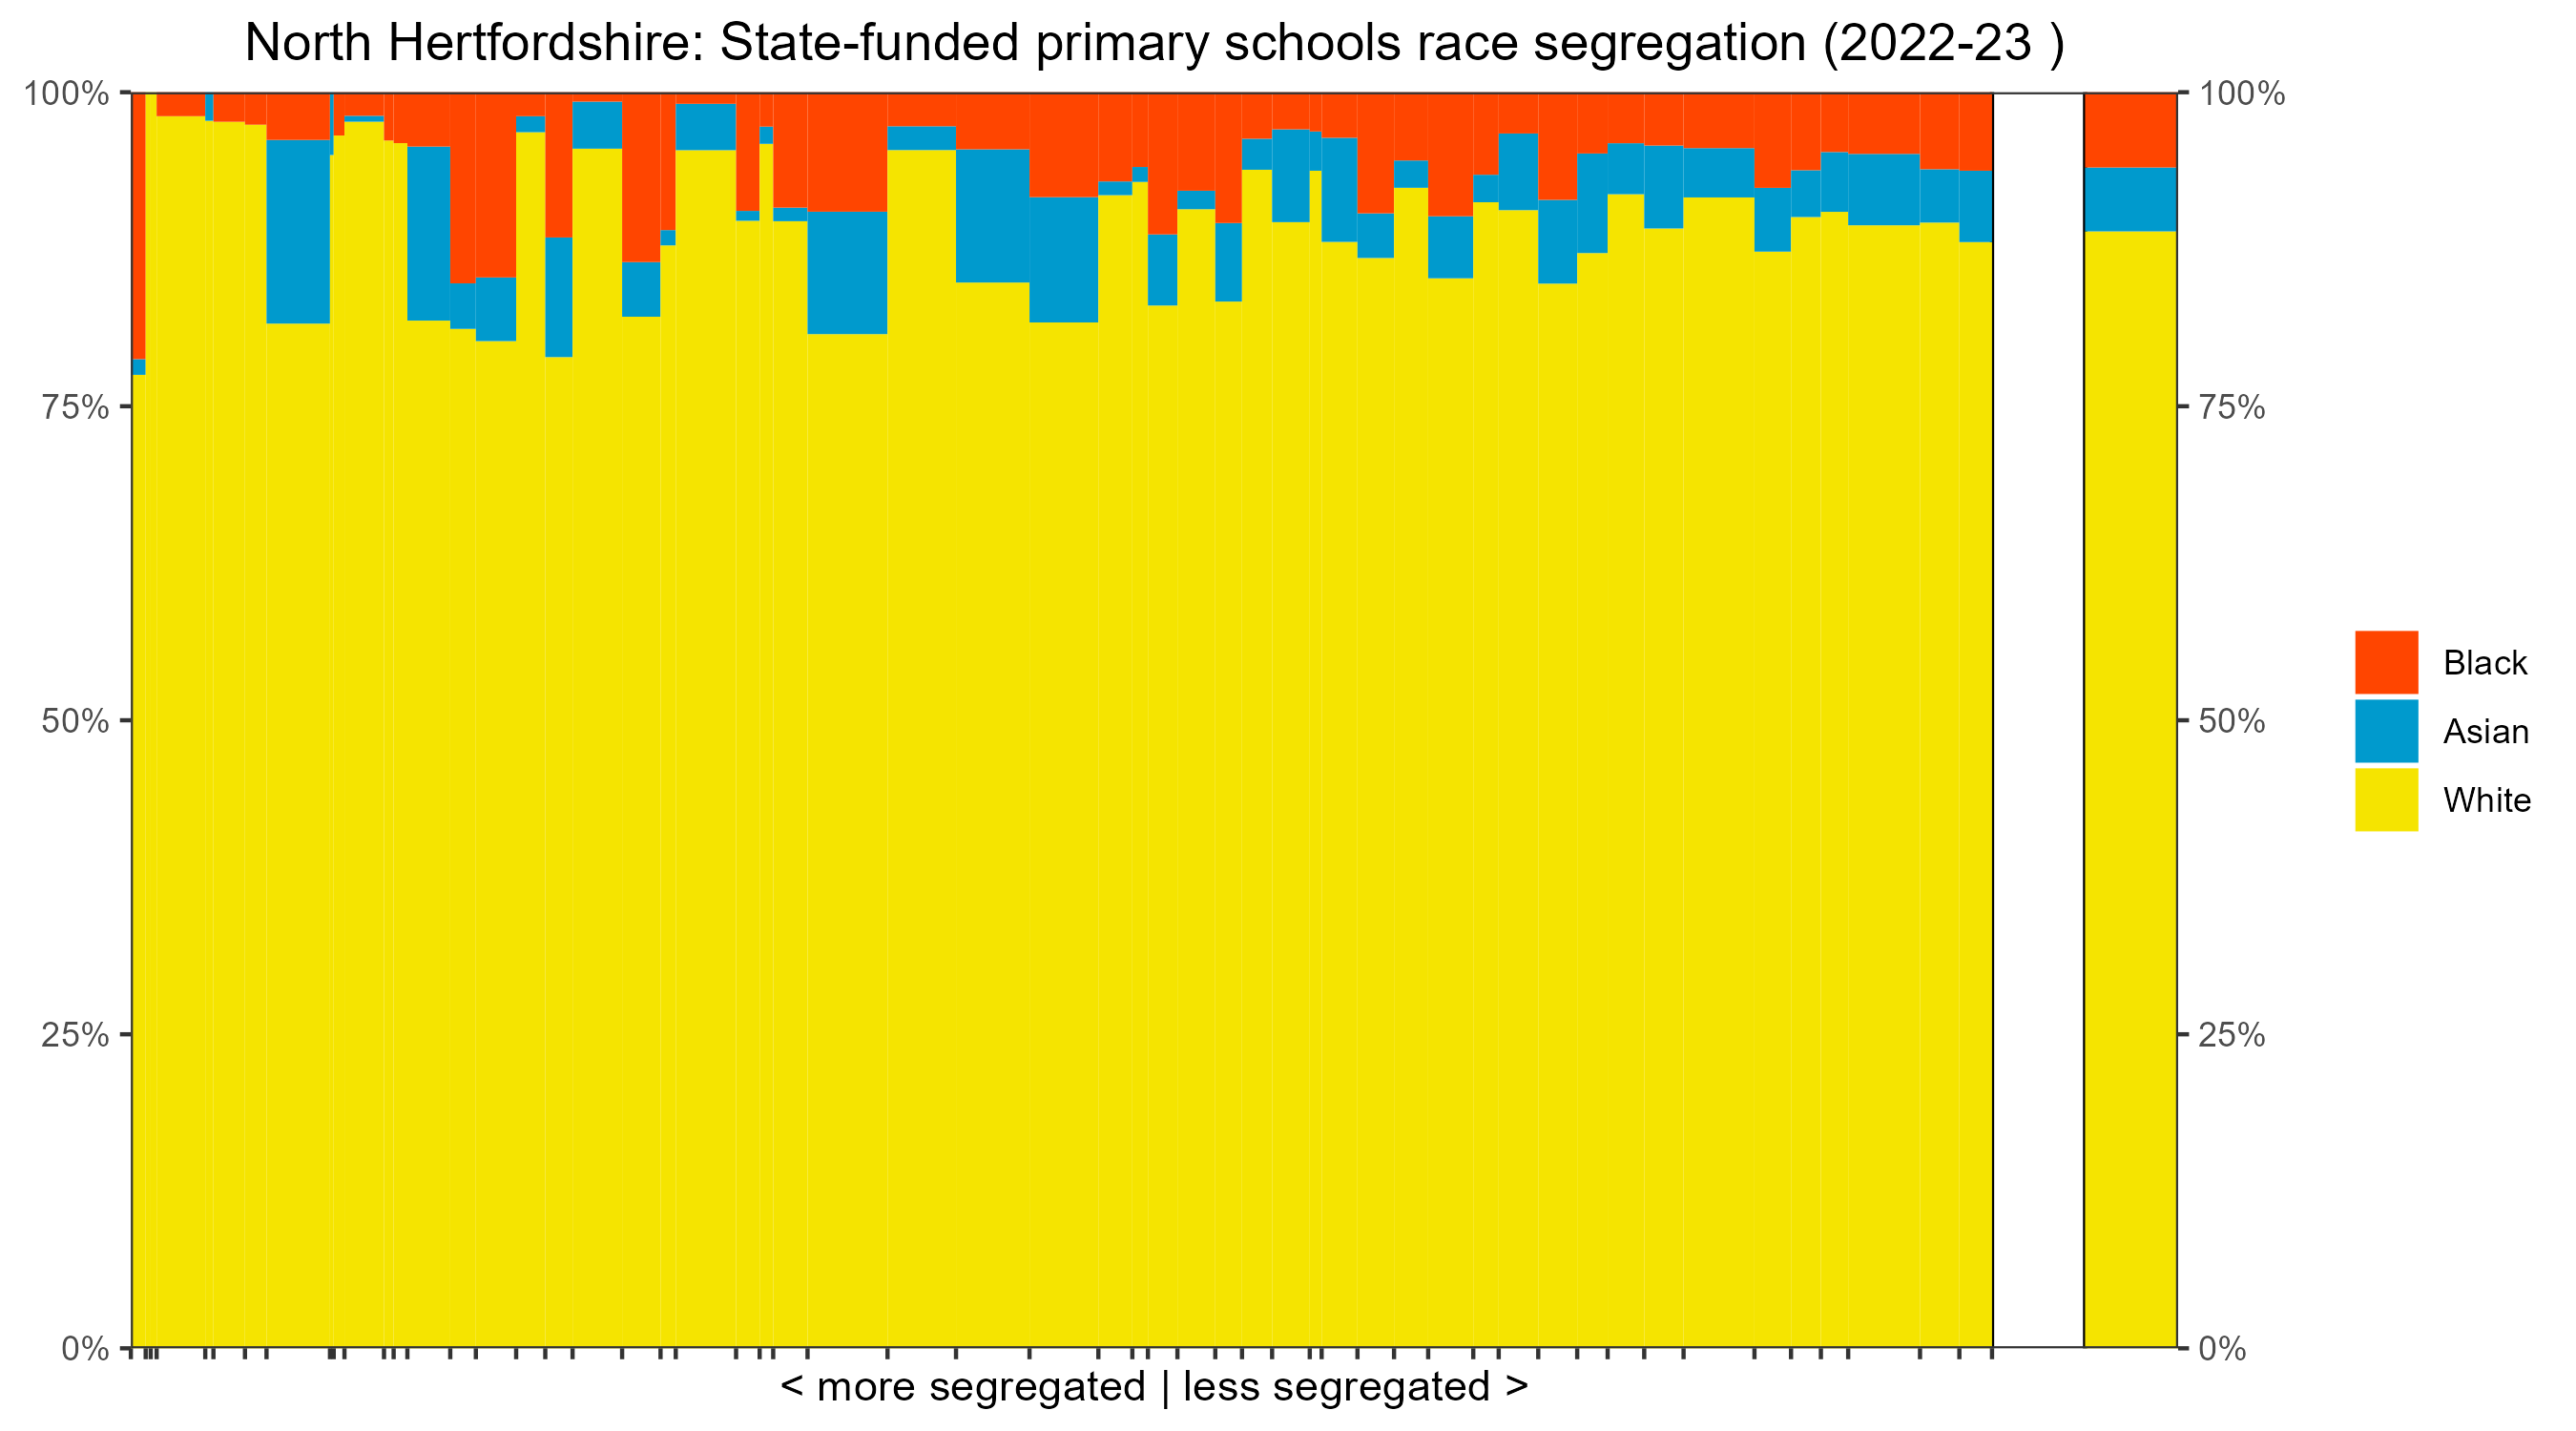 North Hertfordshire: State-funded primary schools race segregation (2022-23 )
100%
75%
50%
25%
0%
100%
75%
50%
25%
0%
Black
Asian
White
< more segregated | less segregated >